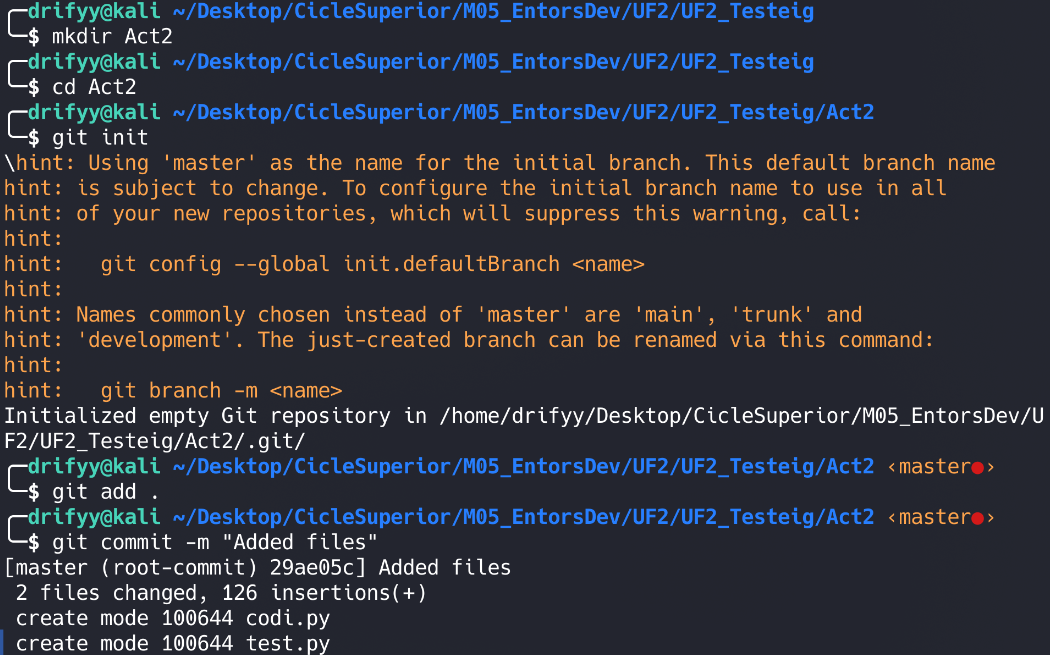 drifyy@kali ~/Desktop/CicleSuperior/M05_EntorsDev/UF2/UF2_Testeig
$ mkdir Act2
drifyy@kali ~/Desktop/CicleSuperior/M05_EntorsDev/UF2/UF2_Testeig
$ cd Act2
drifyy@kali ~/Desktop/CicleSuperior/M05_EntorsDev/UF2/UF2_Testeig/Act2
$ git init
\hint: Using 'master' as the name for the initial branch. This default branch name
hint: is subject to change. To configure the initial branch name to use in all
hint: of your new repositories, which will suppress this warning, call:
hint:
hint:   git config --global init.defaultBranch <name>
hint:
hint: Names commonly chosen instead of 'master' are 'main', 'trunk' and
hint: 'development'. The just-created branch can be renamed via this command:
hint:
hint:   git branch -m <name>
Initialized empty Git repository in /home/drifyy/Desktop/CicleSuperior/M05_EntorsDev/U
F2/UF2_Testeig/Act2/.git/
drifyy@kali ~/Desktop/CicleSuperior/M05_EntorsDev/UF2/UF2_Testeig/Act2 ‹master●›
$ git add .
drifyy@kali ~/Desktop/CicleSuperior/M05_EntorsDev/UF2/UF2_Testeig/Act2 ‹master●›
$ git commit -m "Added files"
[master (root-commit) 29ae05c] Added files
 2 files changed, 126 insertions(+)
 create mode 100644 codi.py
 create mode 100644 test.py